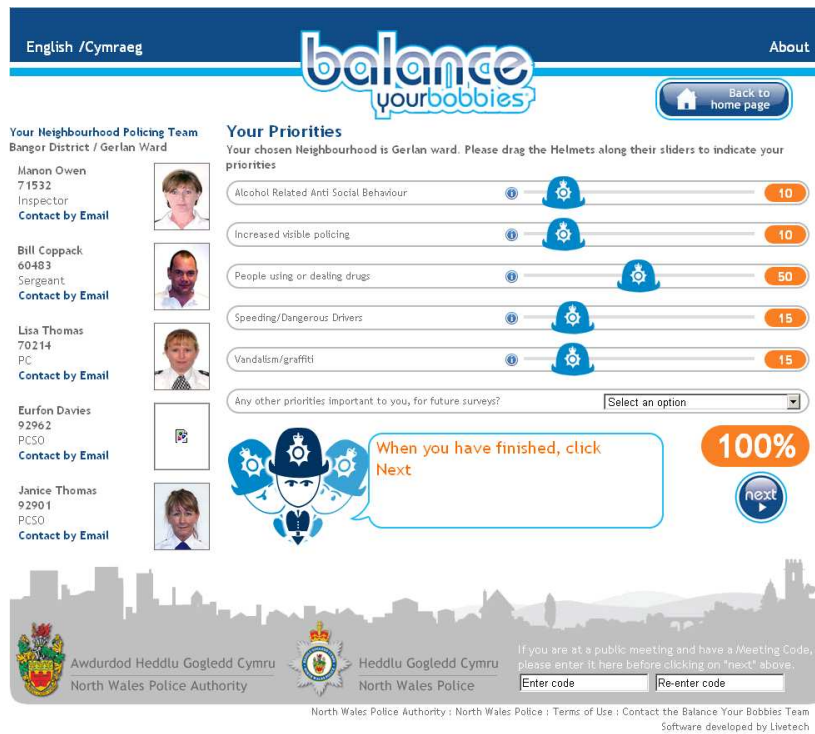 English /Cymraeg
balance
yourbobbies
About
Back to
home page
Your Neighbourhood Policing Team
Bangor District / Gerlan Ward
Manon Owen
71532
Inspector
Contact by Email
Bill Coppack
60483
Sergeant
Contact by Email
Lisa Thomas
70214
PC
Contact by Email
Eurfon Davies
92962
PCSO
Contact by Email
Janice Thomas
92901
PCSO
Contact by Email
Your Priorities
Your chosen Neighbourhood is Gerlan ward. Please drag the Helmets along their sliders to indicate your
priorities
Alcohol Related Anti Social Behaviour 10
Increased visible policing 10
People using or dealing drugs 50
Speeding/Dangerous Drivers 15
Vandalism/graffiti 15
Any other priorities important to you, for future surveys? Select an option
When you have finished, click
Next
100%
next
Awdurdod Heddlu Gogledd Cymru
North Wales Police Authority
Heddlu Gogledd Cymru
North Wales Police
If you are at a public meeting and have a Meeting Code,
please enter it here before clicking on "next" above.
Enter code Re-enter code
North Wales Police Authority : North Wales Police : Terms of Use : Contact the Balance Your Bobbies Team
Software developed by Livetech